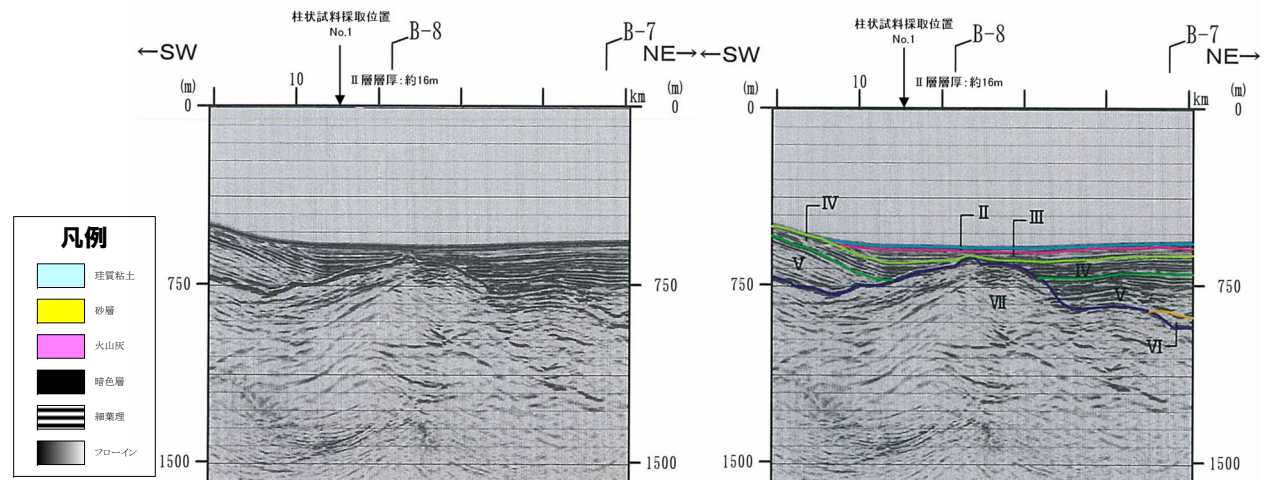 凡例
珪質粘土
砂層
火山灰
暗色層
細葉理
フローイン
柱状試料採取位置
No.1
B-8
B-7
←SW
NE→
(m)
10
Ⅱ層層厚:約16m
km
(m)
0
0
750
750
1500
1500
柱状試料採取位置
No.1
B-8
B-7
←SW
NE→
(m)
10
Ⅱ層層厚:約16m
km
(m)
0
0
Ⅳ
Ⅱ
Ⅲ
Ⅴ
Ⅳ
750
Ⅶ
Ⅴ
750
Ⅵ
1500
1500